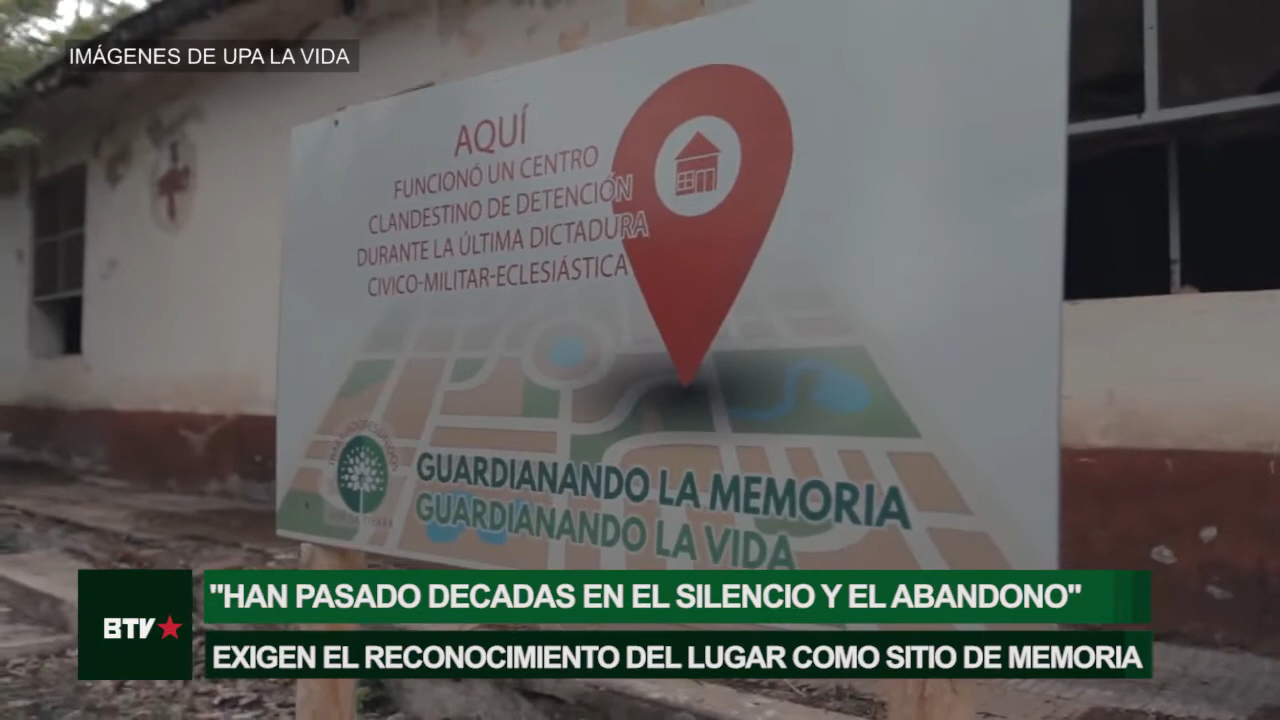 IMÁGENES DE UPA LA VIDA
AQUÍ
FUNCIONÓ UN CENTRO
CLANDESTINO DE DETENCIÓN
DURANTE LA ÚLTIMA DICTADURA
CIVICO-MILITAR-ECLESIÁSTICA
GUARDIANANDO LA MEMORIA
GUARDIANANDO LA VIDA
BTV
"HAN PASADO DECADAS EN EL SILENCIO Y EL ABANDONO"
EXIGEN EL RECONOCIMIENTO DEL LUGAR COMO SITIO DE MEMORIA